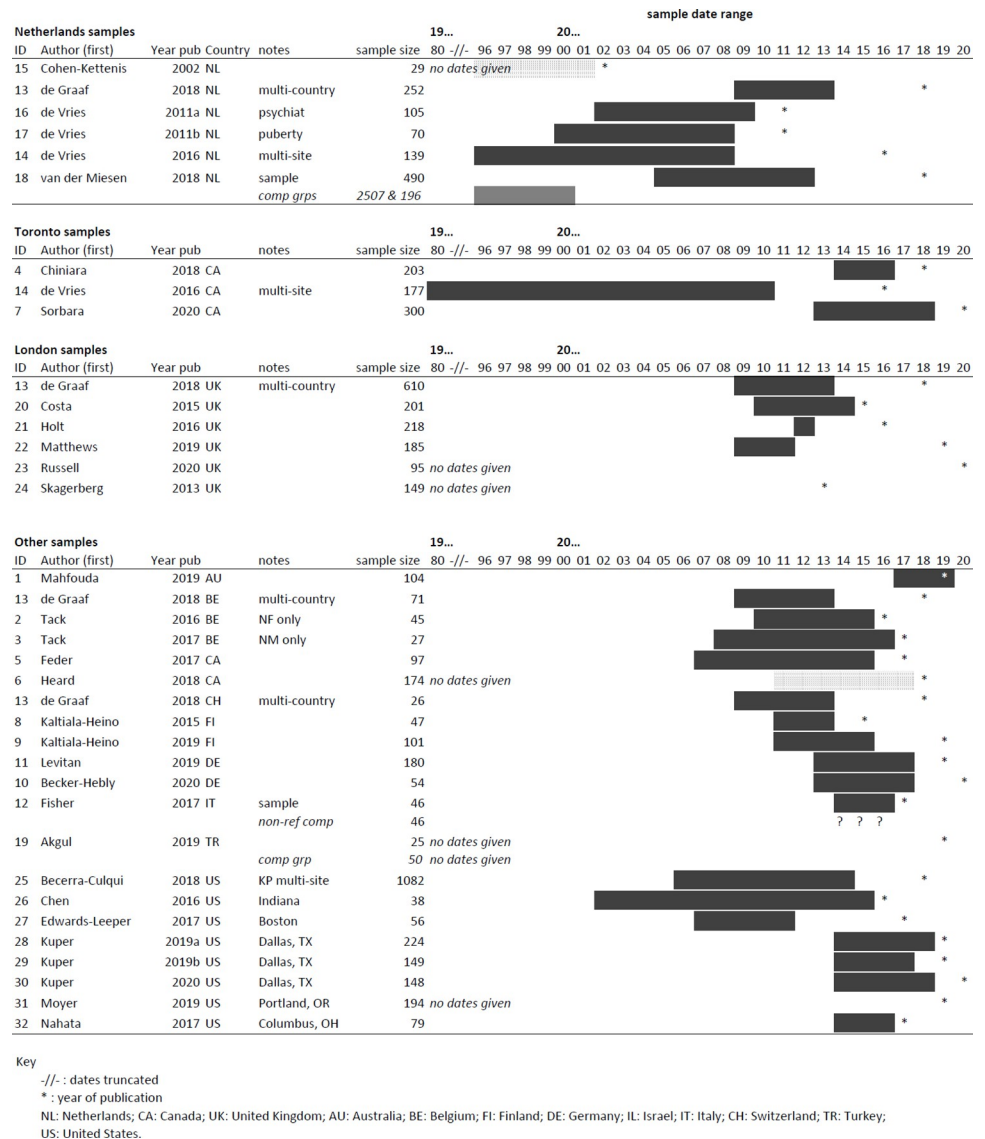 sample date range
Netherlands samples 19... 20...
ID Author (first) Year pub Country notes sample size 80 -//- 96 97 98 99 00 01 02 03 04 05 06 07 08 09 10 11 12 13 14 15 16 17 18 19 20
15 Cohen-Kettenis 2002 NL 29 no dates given *
13 de Graaf 2018 NL multi-country 252 *
16 de Vries 2011a NL psychiat 105 *
17 de Vries 2011b NL puberty 70 *
14 de Vries 2016 NL multi-site 139 *
18 van der Miesen 2018 NL sample 490 *
comp grps 2507 & 196
Toronto samples 19... 20...
ID Author (first) Year pub notes sample size 80 -//- 96 97 98 99 00 01 02 03 04 05 06 07 08 09 10 11 12 13 14 15 16 17 18 19 20
4 Chiniara 2018 CA 203 *
14 de Vries 2016 CA multi-site 177 *
7 Sorbara 2020 CA 300 *
London samples 19... 20...
ID Author (first) Year pub notes sample size 80 -//- 96 97 98 99 00 01 02 03 04 05 06 07 08 09 10 11 12 13 14 15 16 17 18 19 20
13 de Graaf 2018 UK multi-country 610 *
20 Costa 2015 UK 201 *
21 Holt 2016 UK 218 *
22 Matthews 2019 UK 185 *
23 Russell 2020 UK 95 no dates given *
24 Skagerberg 2013 UK 149 no dates given *
Other samples 19... 20...
ID Author (first) Year pub notes sample size 80 -//- 96 97 98 99 00 01 02 03 04 05 06 07 08 09 10 11 12 13 14 15 16 17 18 19 20
1 Mahfouda 2019 AU 104 *
13 de Graaf 2018 BE multi-country 71 *
2 Tack 2016 BE NF only 45 *
3 Tack 2017 BE NM only 27 *
5 Feder 2017 CA 97 *
6 Heard 2018 CA 174 no dates given *
13 de Graaf 2018 CH multi-country 26 *
8 Kaltiala-Heino 2015 FI 47 *
9 Kaltiala-Heino 2019 FI 101 *
11 Levitan 2019 DE 180 *
10 Becker-Hebly 2020 DE 54 *
12 Fisher 2017 IT sample 46 *
non-ref comp 46 ? ? ?
19 Akgul 2019 TR 25 no dates given *
comp grp 50 no dates given
25 Becerra-Culqui 2018 US KP multi-site 1082 *
26 Chen 2016 US Indiana 38 *
27 Edwards-Leeper 2017 US Boston 56 *
28 Kuper 2019a US Dallas, TX 224 *
29 Kuper 2019b US Dallas, TX 149 *
30 Kuper 2020 US Dallas, TX 148 *
31 Moyer 2019 US Portland, OR 194 no dates given *
32 Nahata 2017 US Columbus, OH 79 *
Key
-//- : dates truncated
* : year of publication
NL: Netherlands; CA: Canada; UK: United Kingdom; AU: Australia; BE: Belgium; FI: Finland; DE: Germany; IL: Israel; IT: Italy; CH: Switzerland; TR: Turkey;
US: United States.